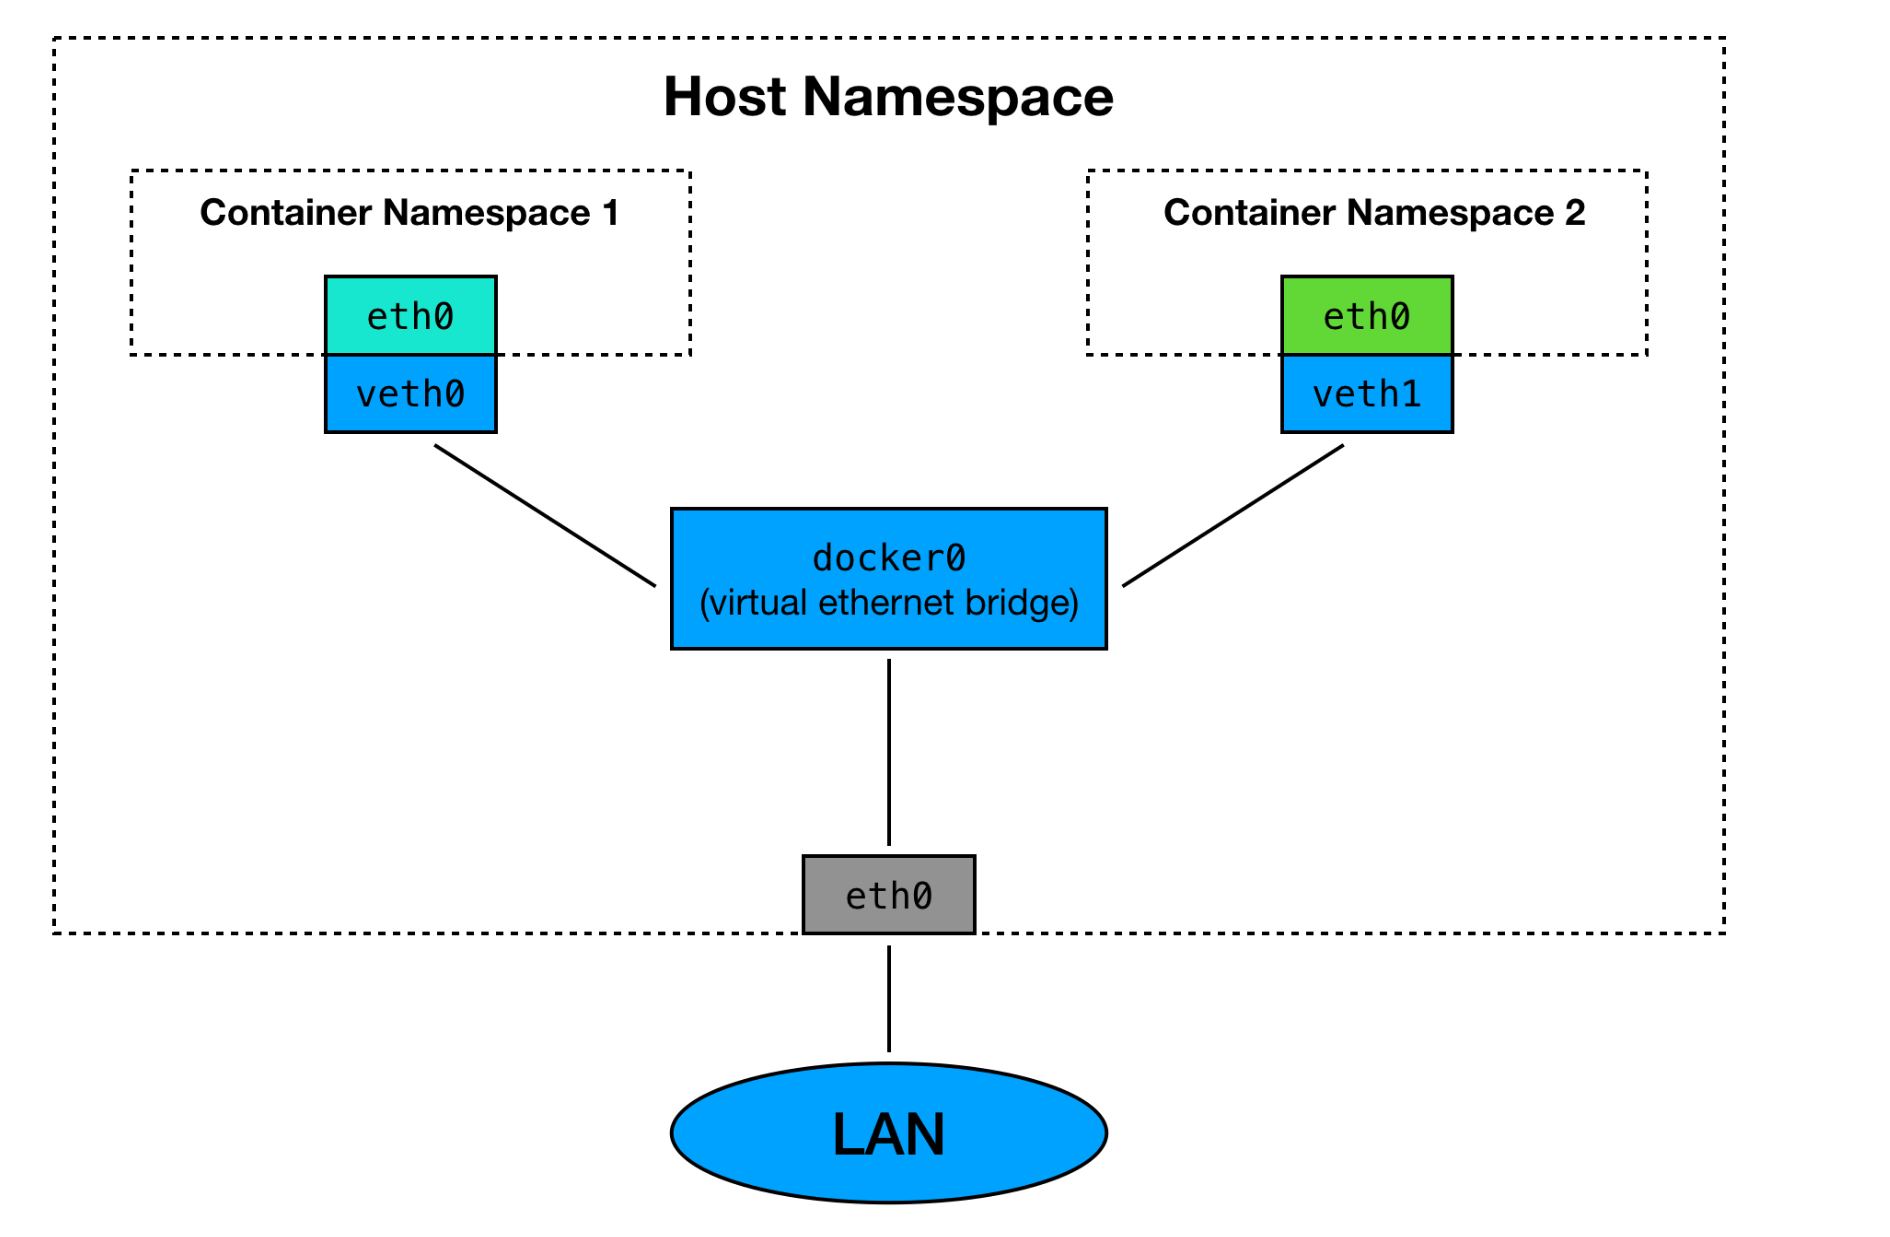 Host Namespace
Container Namespace 1
Container Namespace 2
eth0
eth0
veth0
veth1
docker0
(virtual ethernet bridge)
eth0
LAN